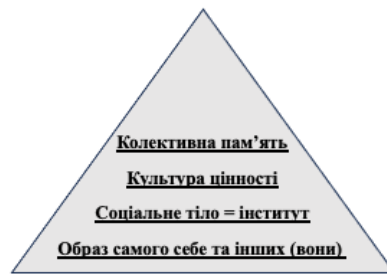 Колективна пам’ять
Культура цінності
Соціальне тіло = інститут
Образ самого себе та інших (вони)